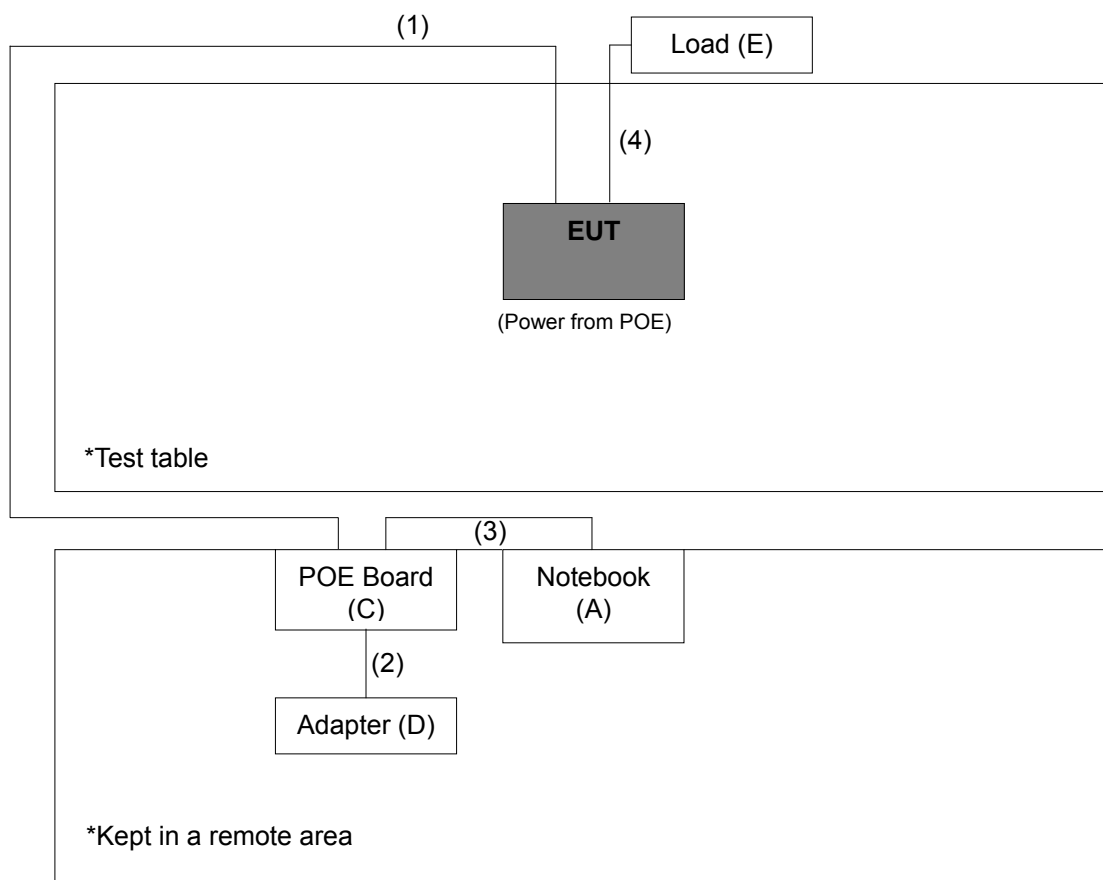 (1)
Load (E)
(4)
EUT
(Power from POE)
*Test table
(3)
POE Board
(C)
Notebook
(A)
(2)
Adapter (D)
*Kept in a remote area